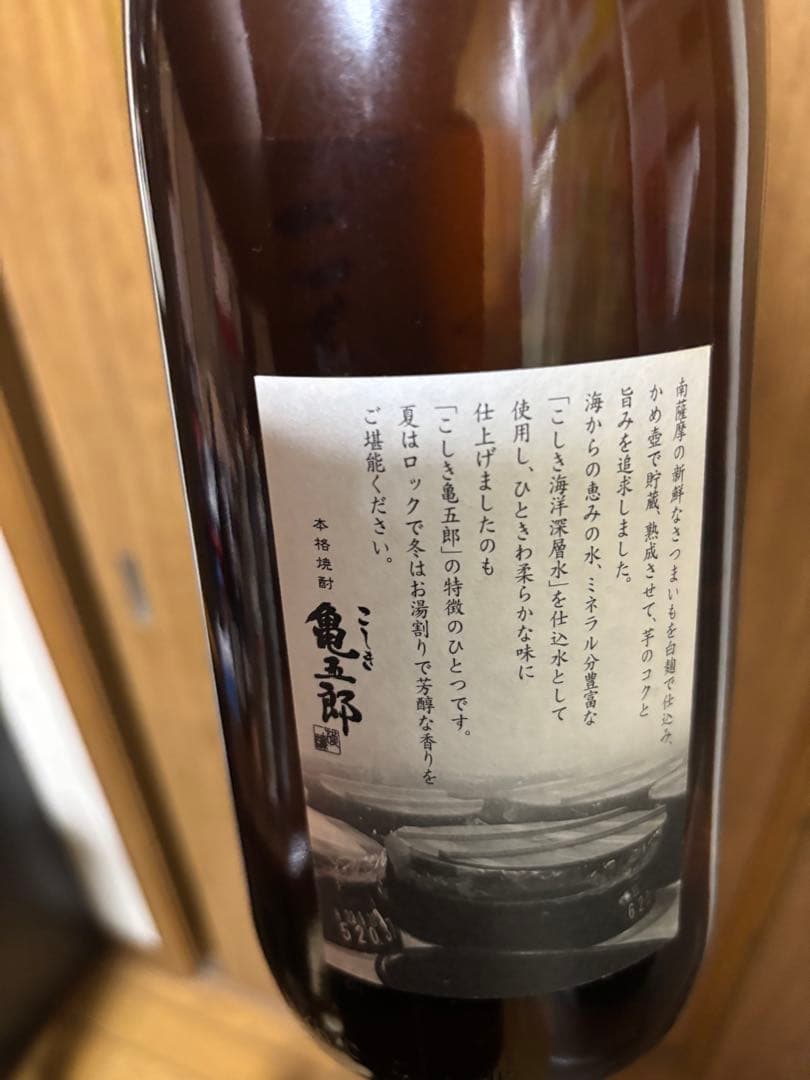 南薩摩の新鮮なさつまいもを白麹で仕込み、
かめ壺で貯蔵、熟成させて、芋のコクと
旨みを追求しました。
海からの恵みの水、ミネラル分豊富な
「こしき海洋深層水」を仕込水として
使用し、ひときわ柔らかな味に
仕上げましたのも
「こしき亀五郎」の特徴のひとつです。
夏はロックで冬はお湯割りで芳醇な香りを
ご堪能ください。
本格焼酎
こしき
亀五郎
520
62